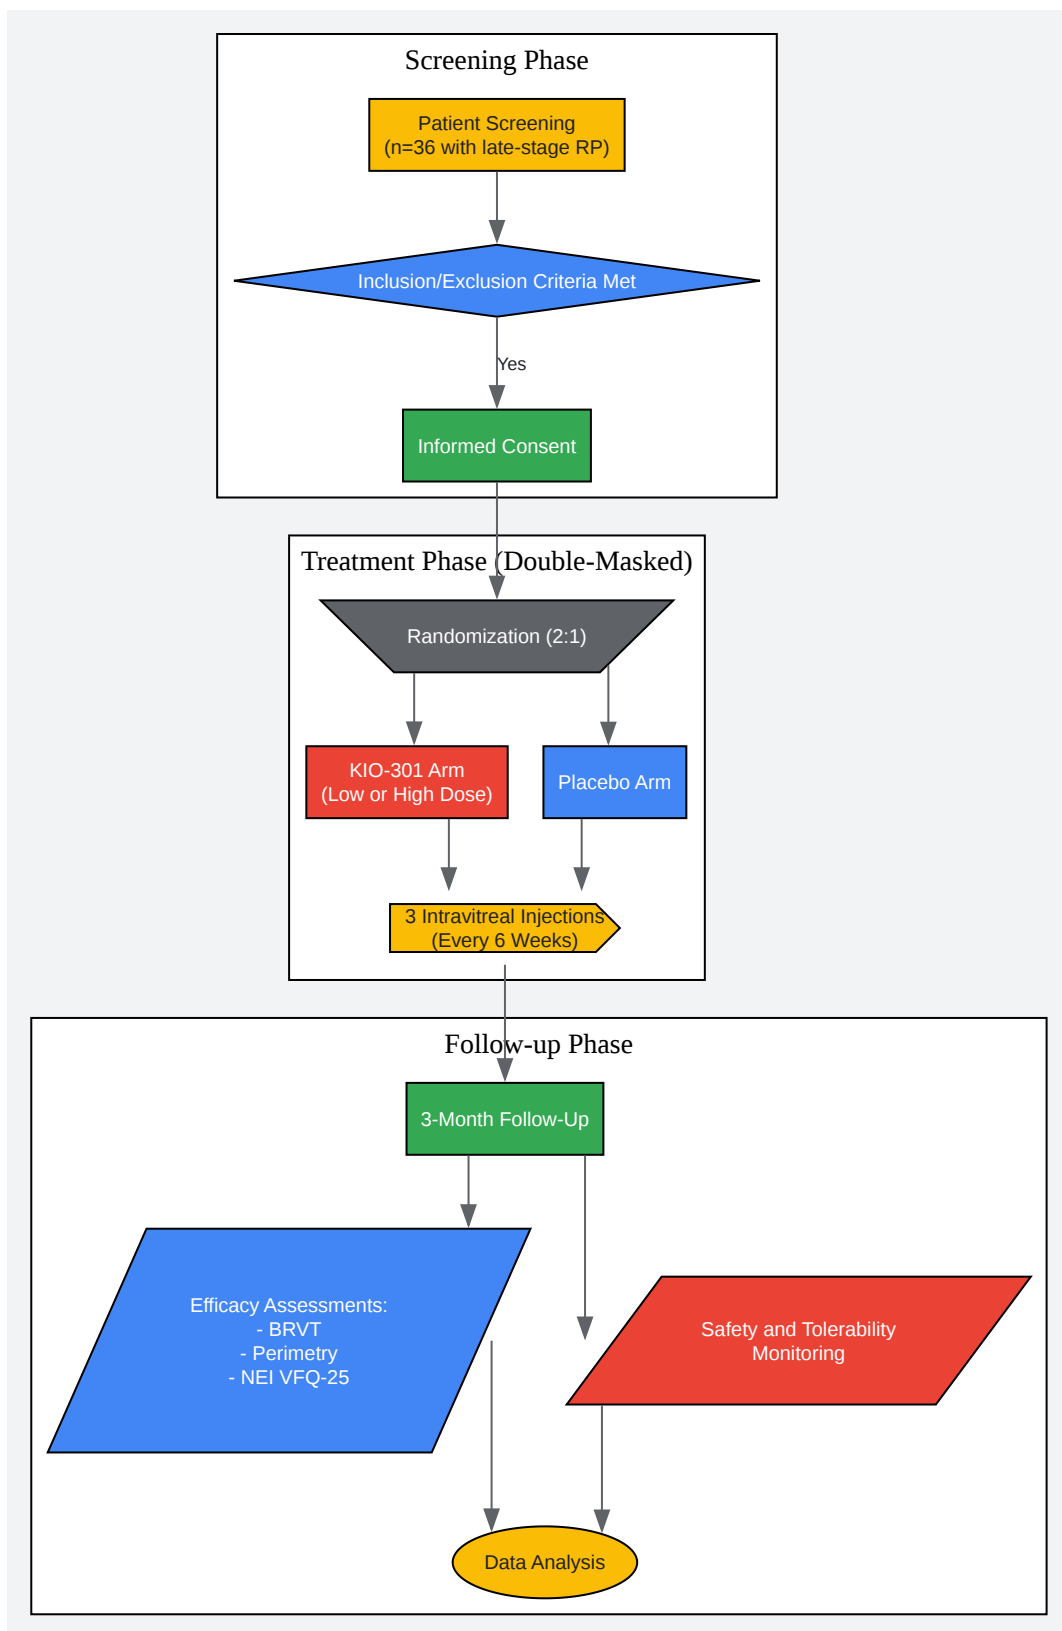 Screening Phase
Patient Screening
(n=36 with late-stage RP)
Inclusion/Exclusion Criteria Met
Yes
Informed Consent
Treatment Phase (Double-Masked)
Randomization (2:1)
KIO-301 Arm
(Low or High Dose)
Placebo Arm
3 Intravitreal Injections
(Every 6 Weeks)
Follow-up Phase
3-Month Follow-Up
Efficacy Assessments:
- BRVT
- Perimetry
- NEI VFQ-25
Safety and Tolerability
Monitoring
Data Analysis